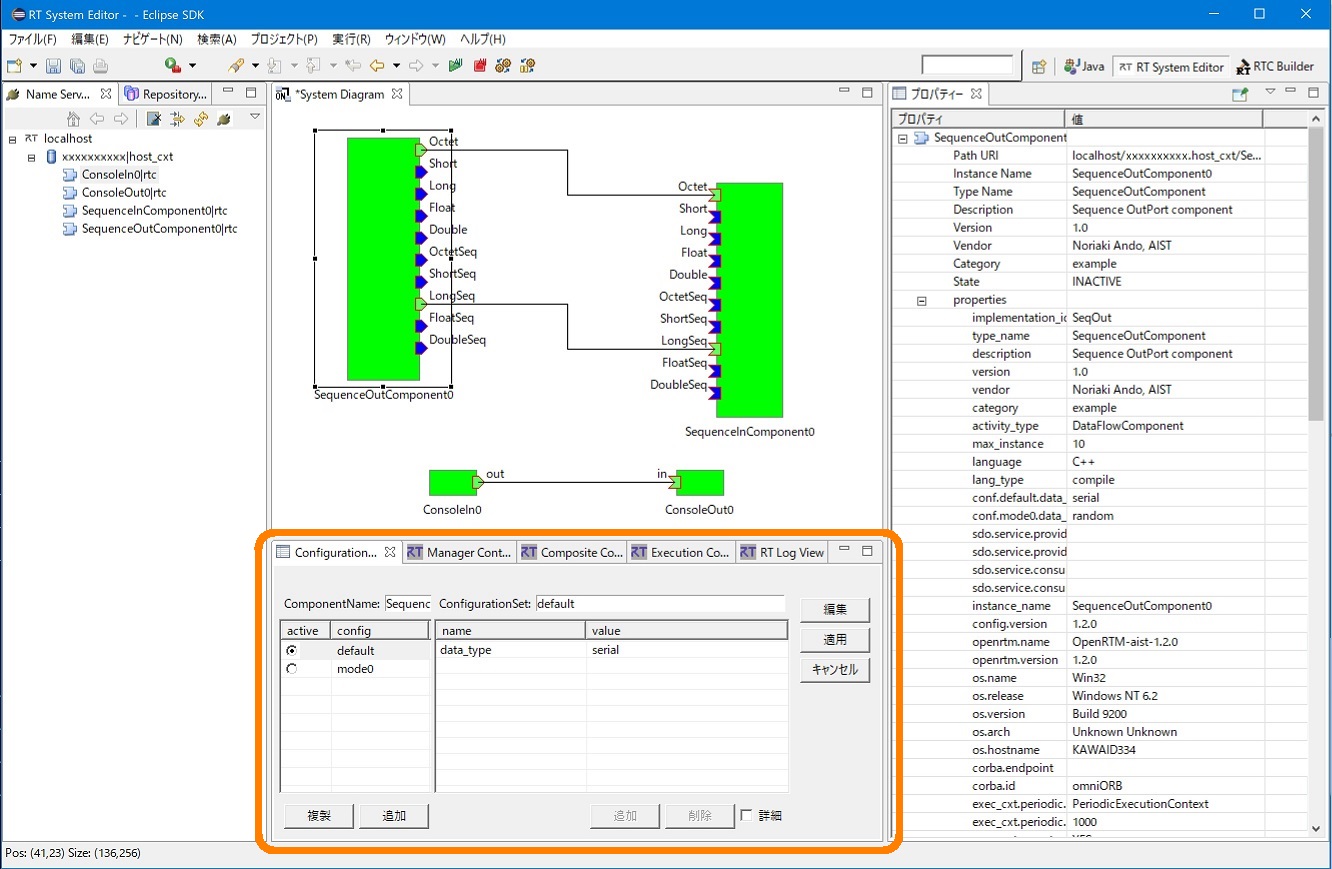 RT System Editor - - Eclipse SDK
ファイル(F) 編集(E) ナビゲート(N) 検索(A) プロジェクト(P) 実行(R) ウィンドウ(W) ヘルプ(H)
Java RT System Editor RTC Builder
Name Serv... Repository...
localhost
xxxxxxxxxx|host_cxt
ConsoleIn0|rtc
ConsoleOut0|rtc
SequenceInComponent0|rtc
SequenceOutComponent0|rtc
*System Diagram
Octet
Short
Long
Float
Double
OctetSeq
ShortSeq
LongSeq
FloatSeq
DoubleSeq
SequenceOutComponent0
Octet
Short
Long
Float
Double
OctetSeq
ShortSeq
LongSeq
FloatSeq
DoubleSeq
SequenceInComponent0
out in
ConsoleIn0 ConsoleOut0
Configuration... Manager Cont... Composite Co... Execution Co... RT Log View
ComponentName: Sequenc ConfigurationSet: default
active config name value
default data_type serial
mode0
編集
適用
キャンセル
複製 追加 追加 削除 詳細
プロパティー
プロパティ 値
SequenceOutComponent
Path URI localhost/xxxxxxxxxx.host_cxt/Se...
Instance Name SequenceOutComponent0
Type Name SequenceOutComponent
Description Sequence OutPort component
Version 1.0
Vendor Noriaki Ando, AIST
Category example
State INACTIVE
properties
implementation_id SeqOut
type_name SequenceOutComponent
description Sequence OutPort component
version 1.0
vendor Noriaki Ando, AIST
category example
activity_type DataFlowComponent
max_instance 10
language C++
lang_type compile
conf.default.data_ serial
conf.mode0.data_ random
sdo.service.provid
sdo.service.provid
sdo.service.consu
sdo.service.consu
instance_name SequenceOutComponent0
config.version 1.2.0
openrtm.name OpenRTM-aist-1.2.0
openrtm.version 1.2.0
os.name Win32
os.release Windows NT 6.2
os.version Build 9200
os.arch Unknown Unknown
os.hostname KAWAID334
corba.endpoint
corba.id omniORB
exec_cxt.periodic. PeriodicExecutionContext
exec_cxt.periodic. 1000
Pos: (41,23) Size: (136,256)